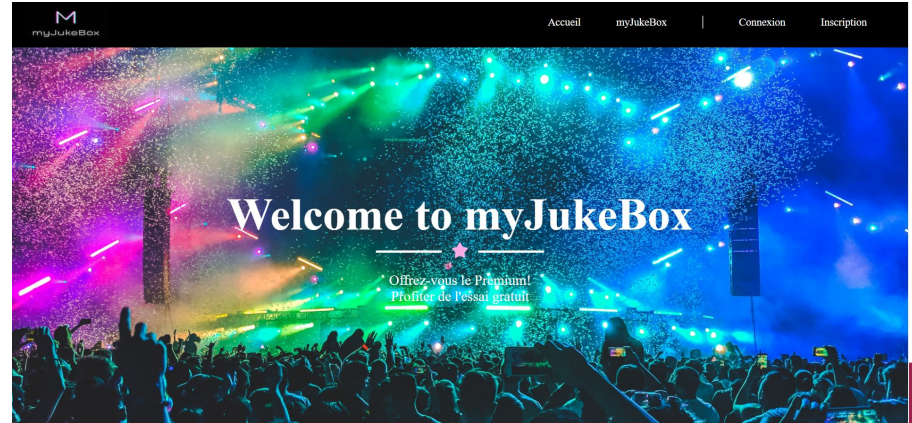 M
myJukeBox
Accueil myJukeBox | Connexion Inscription
Welcome to myJukeBox
Offrez-vous le Premium!
Profiter de l'essai gratuit